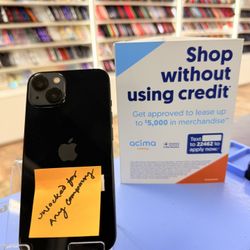 Shop
without
using credit
Get approved to lease up
to $5,000 in merchandise
acima
Text
to 22462 to
apply now
unlocked for
Any company